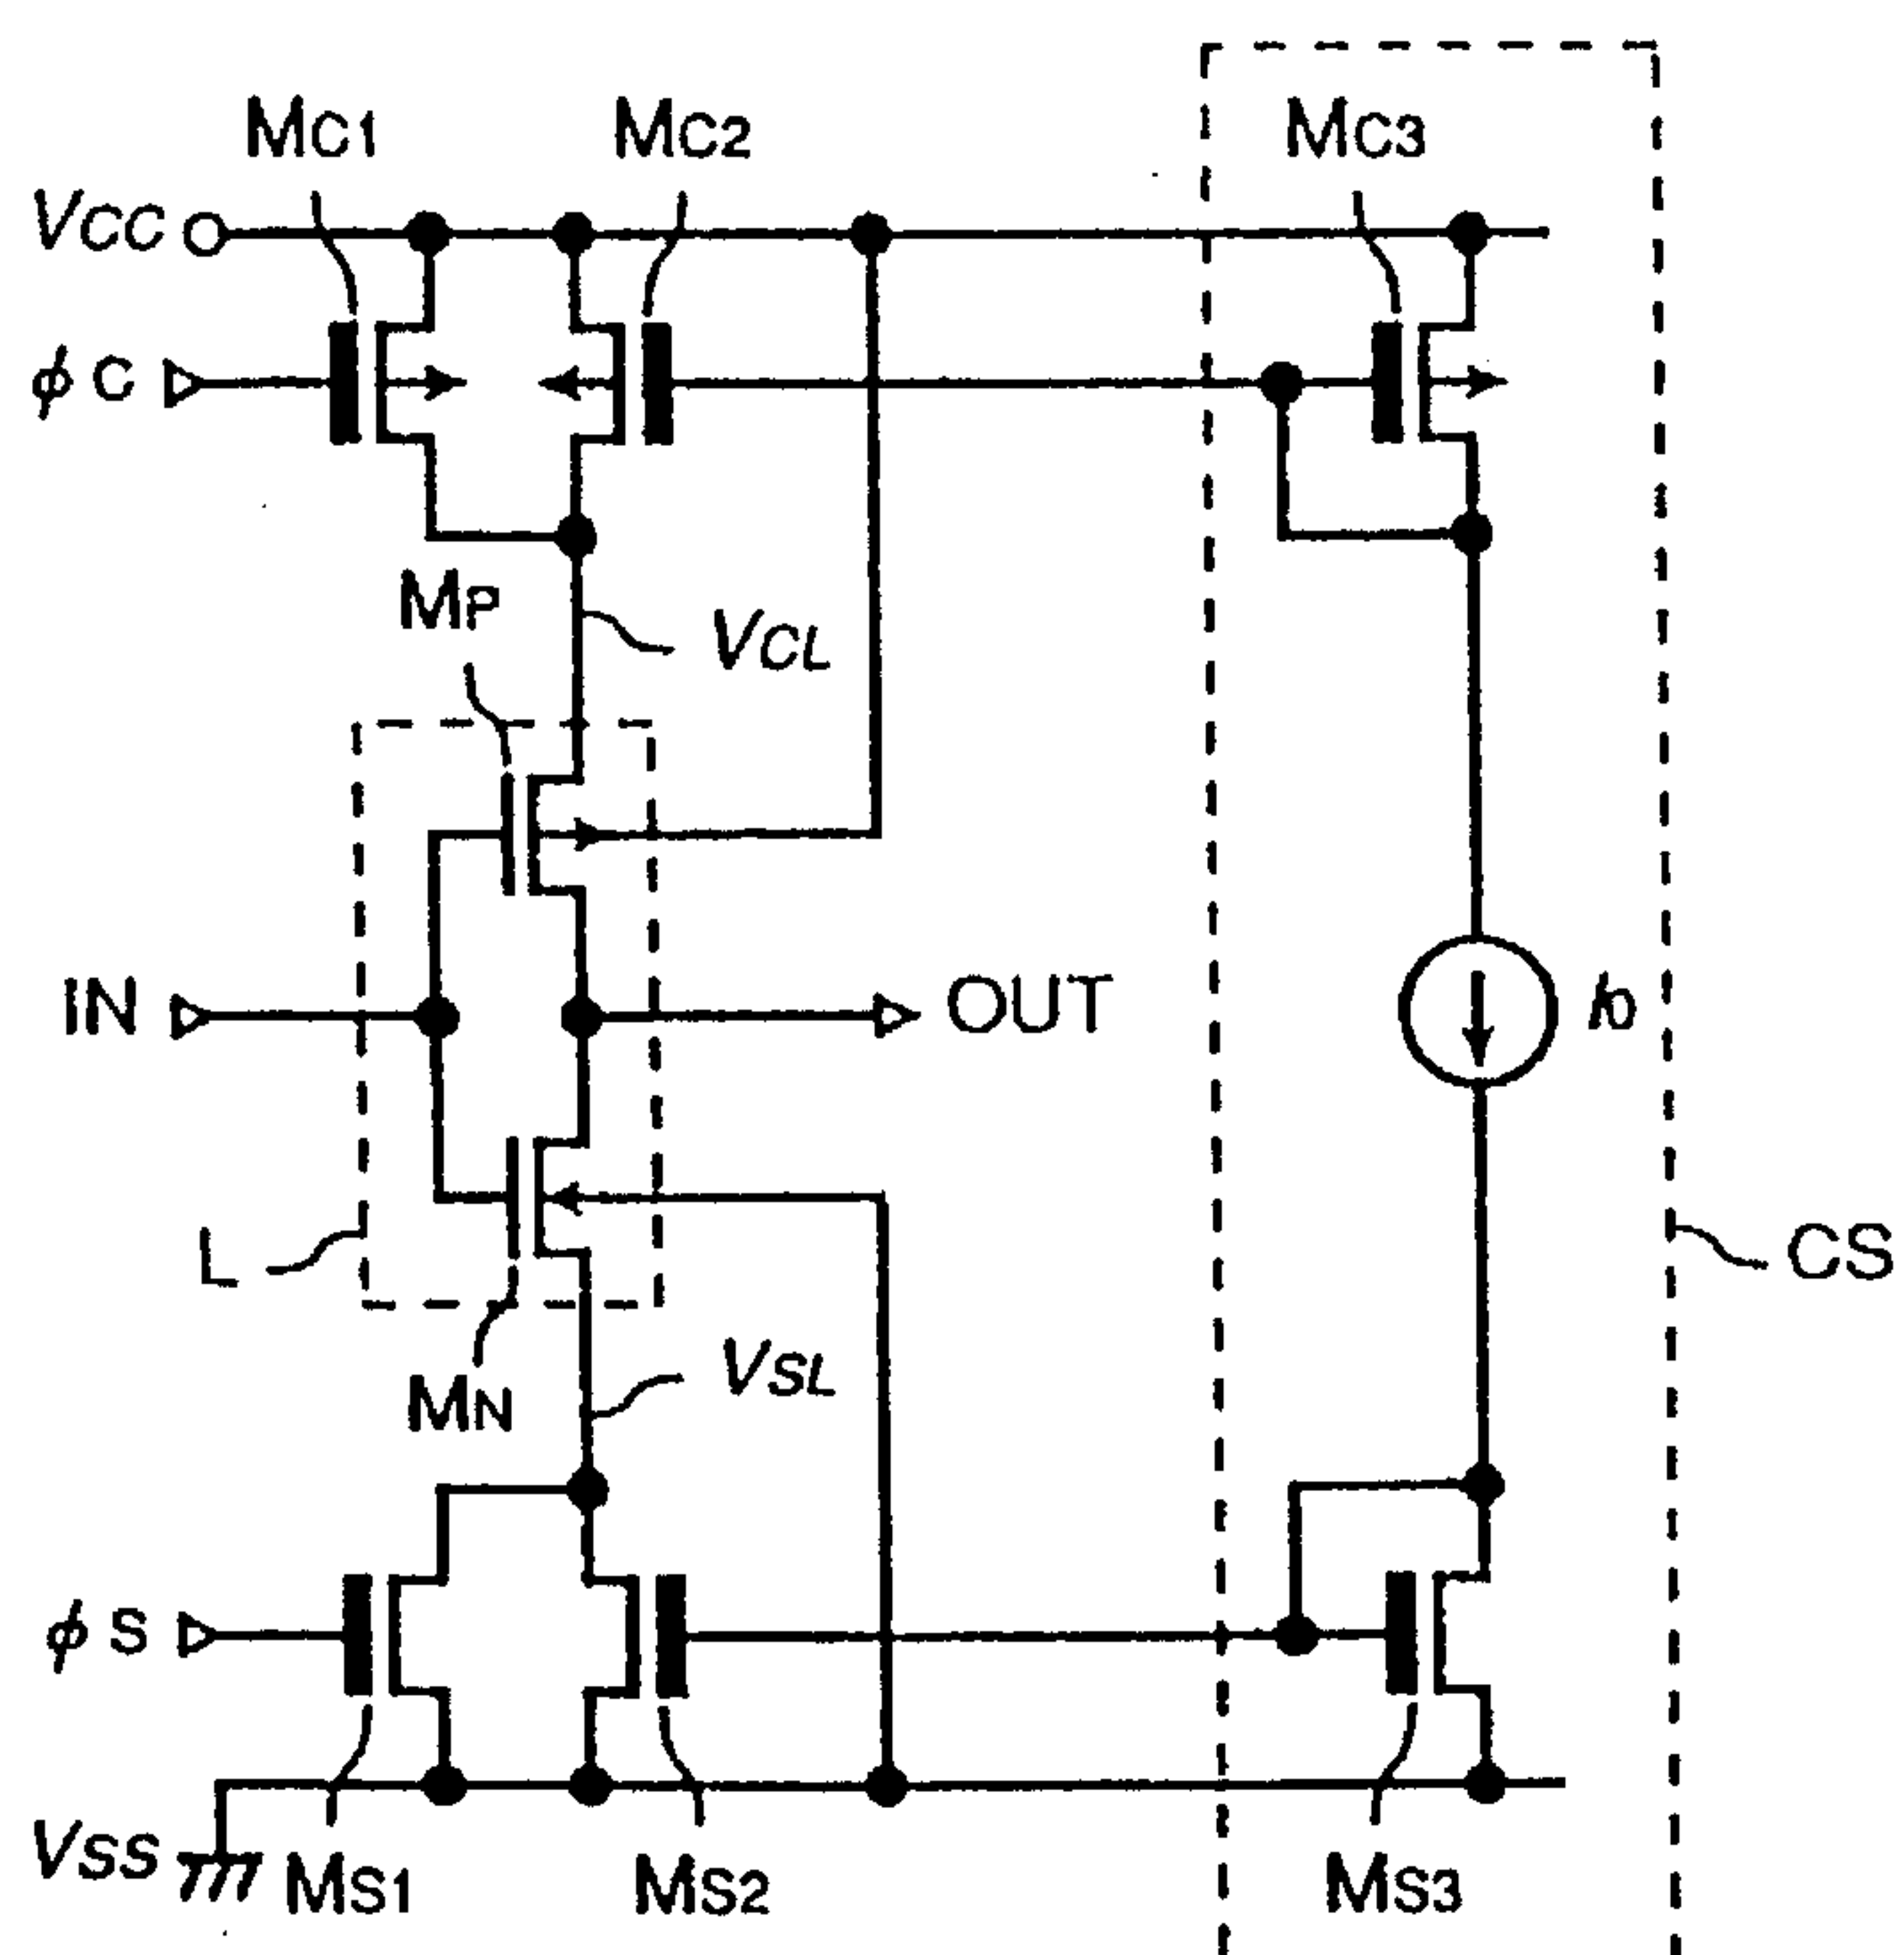 MC1 MC2 MC3
VCC
ϕ C
MP
VCL
IN OUT I0
L CS
VSL
MN
ϕ S
VSS MS1 MS2 MS3